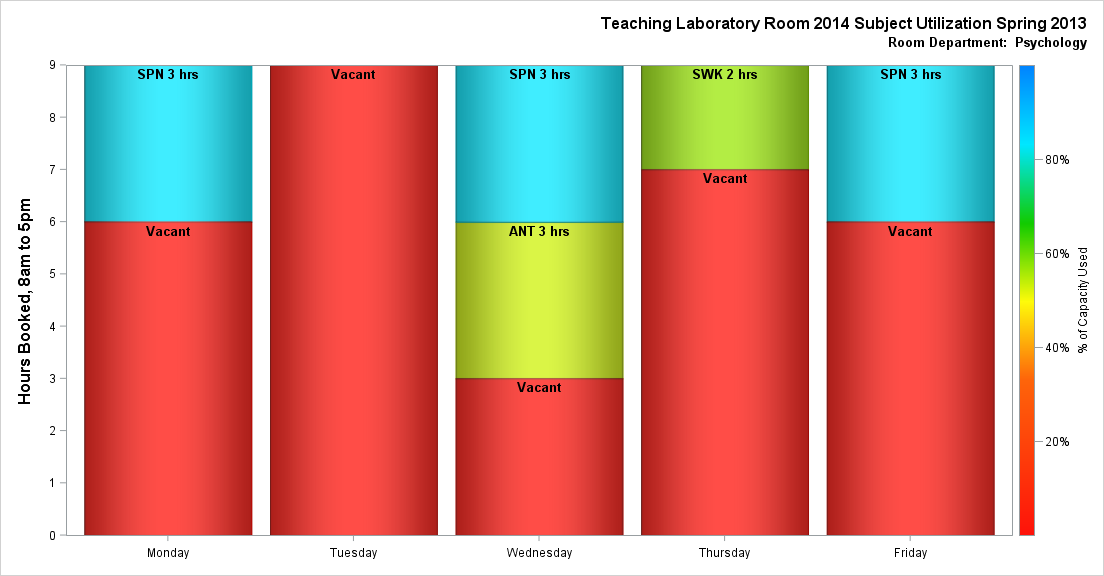 Teaching Laboratory Room 2014 Subject Utilization Spring 2013
Room Department:  Psychology
Hours Booked, 8am to 5pm
9
8
7
6
5
4
3
2
1
0
SPN 3 hrs
Vacant
Vacant
SPN 3 hrs
ANT 3 hrs
Vacant
SWK 2 hrs
Vacant
SPN 3 hrs
Vacant
Monday
Tuesday
Wednesday
Thursday
Friday
80%
60%
40%
20%
% of Capacity Used